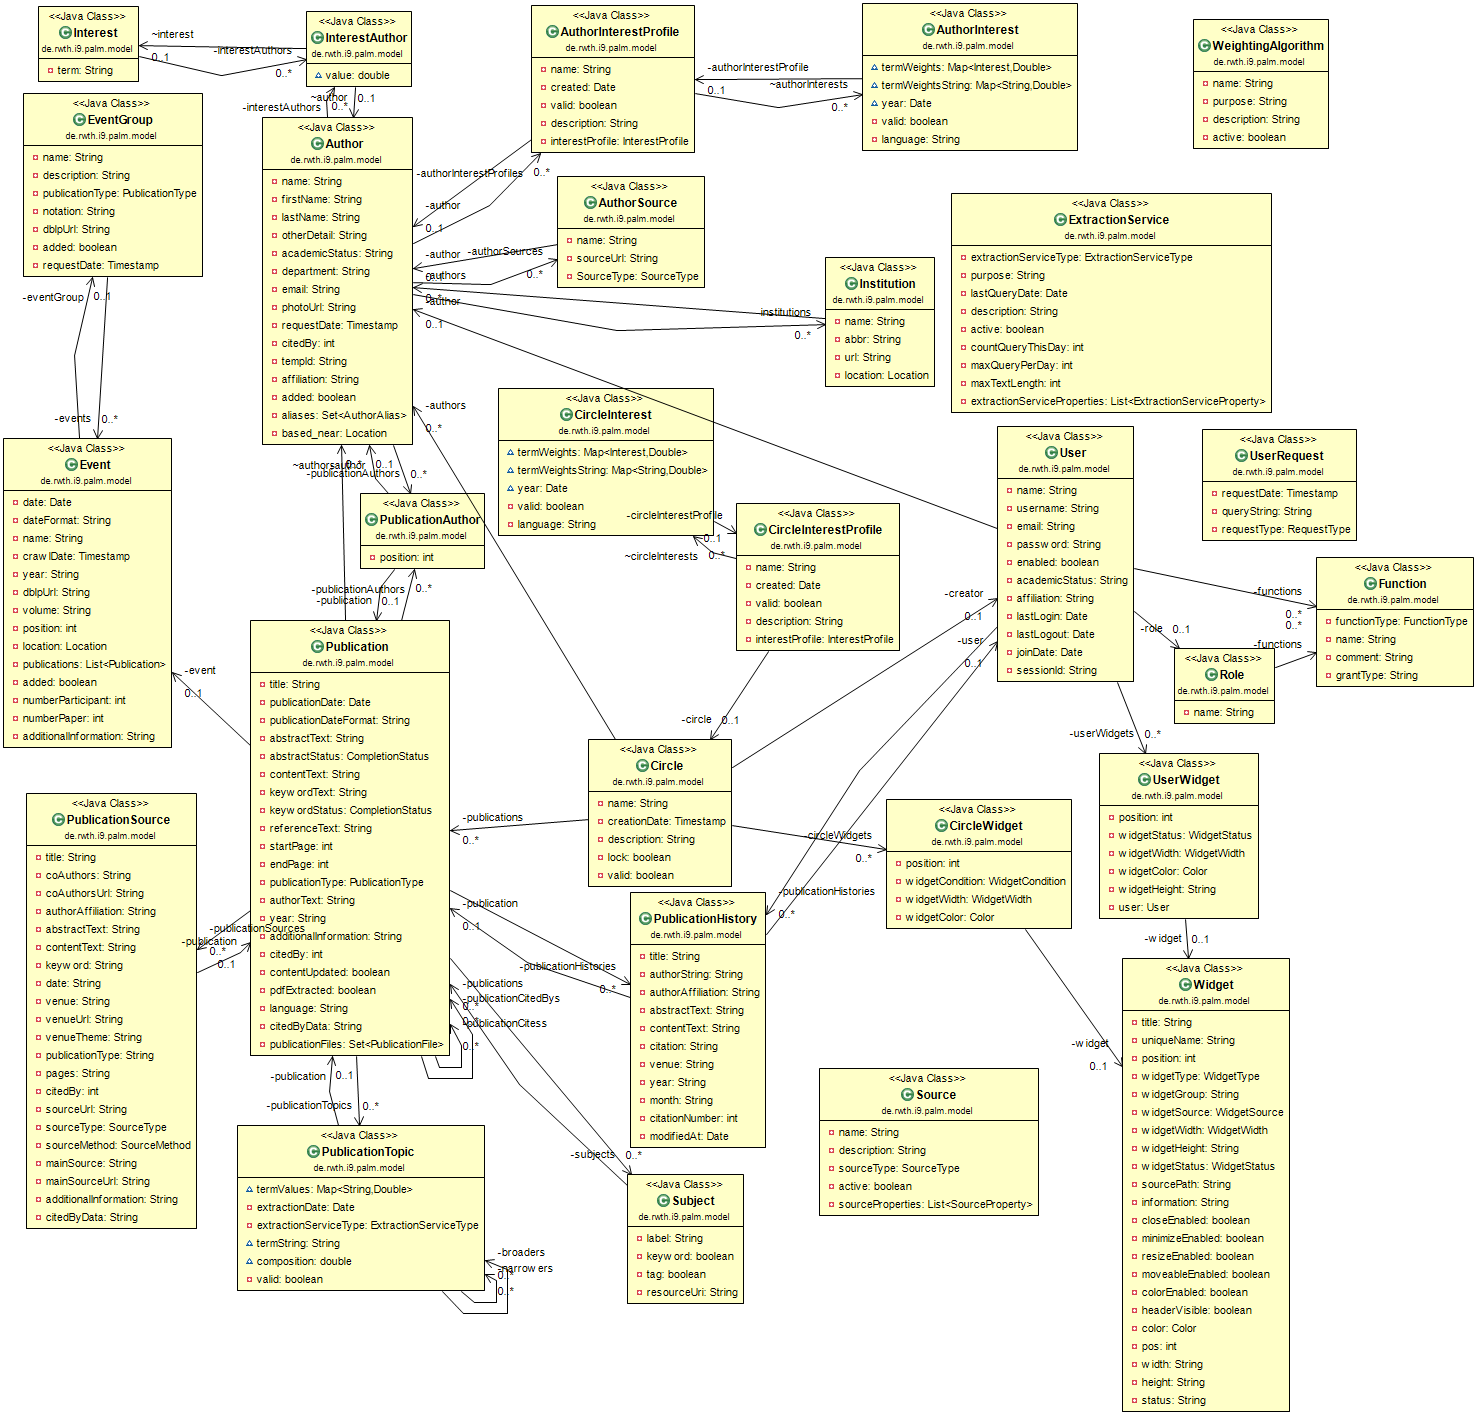 <<Java Class>>
Interest
de.rwth.i9.palm.model
term: String
<<Java Class>>
InterestAuthor
de.rwth.i9.palm.model
value: double
~interest
0..1
-interestAuthors
0..*
<<Java Class>>
AuthorInterestProfile
de.rwth.i9.palm.model
name: String
created: Date
valid: boolean
description: String
interestProfile: InterestProfile
<<Java Class>>
AuthorInterest
de.rwth.i9.palm.model
termWeights: Map<Interest,Double>
termWeightsString: Map<String,Double>
year: Date
valid: boolean
language: String
-authorInterestProfile
0..1
~authorInterests
0..*
<<Java Class>>
WeightingAlgorithm
de.rwth.i9.palm.model
name: String
purpose: String
description: String
active: boolean
<<Java Class>>
EventGroup
de.rwth.i9.palm.model
name: String
description: String
publicationType: PublicationType
notation: String
dblpUrl: String
added: boolean
requestDate: Timestamp
~author
0..1
-interestAuthors
0..*
<<Java Class>>
Author
de.rwth.i9.palm.model
name: String
firstName: String
lastName: String
otherDetail: String
academicStatus: String
department: String
email: String
photoUrl: String
requestDate: Timestamp
citedBy: int
tempId: String
affiliation: String
added: boolean
aliases: Set<AuthorAlias>
based_near: Location
-authorInterestProfiles
0..*
-author
0..1
<<Java Class>>
AuthorSource
de.rwth.i9.palm.model
name: String
sourceUrl: String
SourceType: SourceType
-author
-authorSources
0..1
0..*
-authors
0..*
-author
0..1
institutions
0..*
<<Java Class>>
Institution
de.rwth.i9.palm.model
name: String
abbr: String
url: String
location: Location
<<Java Class>>
ExtractionService
de.rwth.i9.palm.model
extractionServiceType: ExtractionServiceType
purpose: String
lastQueryDate: Date
description: String
active: boolean
countQueryThisDay: int
maxQueryPerDay: int
maxTextLength: int
extractionServiceProperties: List<ExtractionServiceProperty>
-eventGroup
0..1
-events
0..*
<<Java Class>>
Event
de.rwth.i9.palm.model
date: Date
dateFormat: String
name: String
crawlDate: Timestamp
year: String
dblpUrl: String
volume: String
position: int
location: Location
publications: List<Publication>
added: boolean
numberParticipant: int
numberPaper: int
additionalInformation: String
-authors
0..*
~authors
-author
0..*
0..1
-publicationAuthors
0..*
<<Java Class>>
PublicationAuthor
de.rwth.i9.palm.model
position: int
-publicationAuthors
0..*
-publication
0..1
<<Java Class>>
CircleInterest
de.rwth.i9.palm.model
termWeights: Map<Interest,Double>
termWeightsString: Map<String,Double>
year: Date
valid: boolean
language: String
-circleInterestProfile
0..1
~circleInterests
0..*
<<Java Class>>
CircleInterestProfile
de.rwth.i9.palm.model
name: String
created: Date
valid: boolean
description: String
interestProfile: InterestProfile
<<Java Class>>
User
de.rwth.i9.palm.model
name: String
username: String
email: String
password: String
enabled: boolean
academicStatus: String
affiliation: String
lastLogin: Date
lastLogout: Date
joinDate: Date
sessionId: String
<<Java Class>>
UserRequest
de.rwth.i9.palm.model
requestDate: Timestamp
queryString: String
requestType: RequestType
<<Java Class>>
Function
de.rwth.i9.palm.model
functionType: FunctionType
name: String
comment: String
grantType: String
-functions
0..*
0..*
-functions
-role
0..1
<<Java Class>>
Role
de.rwth.i9.palm.model
name: String
-creator
0..1
-user
0..1
<<Java Class>>
Publication
de.rwth.i9.palm.model
title: String
publicationDate: Date
publicationDateFormat: String
abstractText: String
abstractStatus: CompletionStatus
contentText: String
keywordText: String
keywordStatus: CompletionStatus
referenceText: String
startPage: int
endPage: int
publicationType: PublicationType
authorText: String
year: String
additionalInformation: String
citedBy: int
contentUpdated: boolean
pdfExtracted: boolean
language: String
citedByData: String
publicationFiles: Set<PublicationFile>
-event
0..1
-circle
0..1
<<Java Class>>
Circle
de.rwth.i9.palm.model
name: String
creationDate: Timestamp
description: String
lock: boolean
valid: boolean
-publications
0..*
-circleWidgets
0..*
<<Java Class>>
CircleWidget
de.rwth.i9.palm.model
position: int
widgetCondition: WidgetCondition
widgetWidth: WidgetWidth
widgetColor: Color
-userWidgets
0..*
<<Java Class>>
UserWidget
de.rwth.i9.palm.model
position: int
widgetStatus: WidgetStatus
widgetWidth: WidgetWidth
widgetColor: Color
widgetHeight: String
user: User
<<Java Class>>
PublicationSource
de.rwth.i9.palm.model
title: String
coAuthors: String
coAuthorsUrl: String
authorAffiliation: String
abstractText: String
contentText: String
keyword: String
date: String
venue: String
venueUrl: String
venueTheme: String
publicationType: String
pages: String
citedBy: int
sourceUrl: String
sourceType: SourceType
sourceMethod: SourceMethod
mainSource: String
mainSourceUrl: String
additionalInformation: String
citedByData: String
-publicationSources
-publication
0..*
0..1
-publication
0..1
-publicationHistories
0..*
-publicationHistories
0..*
<<Java Class>>
PublicationHistory
de.rwth.i9.palm.model
title: String
authorString: String
authorAffiliation: String
abstractText: String
contentText: String
citation: String
venue: String
year: String
month: String
citationNumber: int
modifiedAt: Date
-publications
-publicationCitedBys
0..*
-publicationCitess
0..*
-widget
0..1
-widget
0..1
<<Java Class>>
Widget
de.rwth.i9.palm.model
title: String
uniqueName: String
position: int
widgetType: WidgetType
widgetGroup: String
widgetSource: WidgetSource
widgetWidth: WidgetWidth
widgetHeight: String
widgetStatus: WidgetStatus
sourcePath: String
information: String
closeEnabled: boolean
minimizeEnabled: boolean
resizeEnabled: boolean
moveableEnabled: boolean
colorEnabled: boolean
headerVisible: boolean
color: Color
pos: int
width: String
height: String
status: String
-publication
0..1
-publicationTopics
0..*
<<Java Class>>
PublicationTopic
de.rwth.i9.palm.model
termValues: Map<String,Double>
extractionDate: Date
extractionServiceType: ExtractionServiceType
termString: String
composition: double
valid: boolean
-broaders
-narrowers
0..*
0..*
-subjects
0..*
<<Java Class>>
Subject
de.rwth.i9.palm.model
label: String
keyword: boolean
tag: boolean
resourceUri: String
<<Java Class>>
Source
de.rwth.i9.palm.model
name: String
description: String
sourceType: SourceType
active: boolean
sourceProperties: List<SourceProperty>